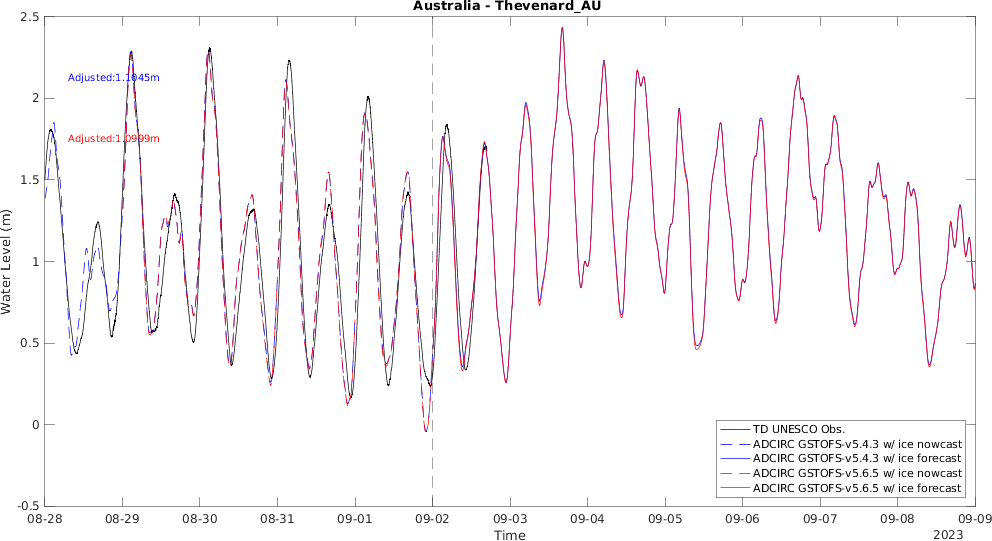 Australia - Thevenard_AU
2.5
2
1.5
1
0.5
0
-0.5
Water Level (m)
Adjusted:1.1045m
Adjusted:1.0999m
TD UNESCO Obs.
ADCIRC GSTOFS-v5.4.3 w/ ice nowcast
ADCIRC GSTOFS-v5.4.3 w/ ice forecast
ADCIRC GSTOFS-v5.6.5 w/ ice nowcast
ADCIRC GSTOFS-v5.6.5 w/ ice forecast
08-28 08-29 08-30 08-31 09-01 09-02 09-03 09-04 09-05 09-06 09-07 09-08 09-09
Time
2023